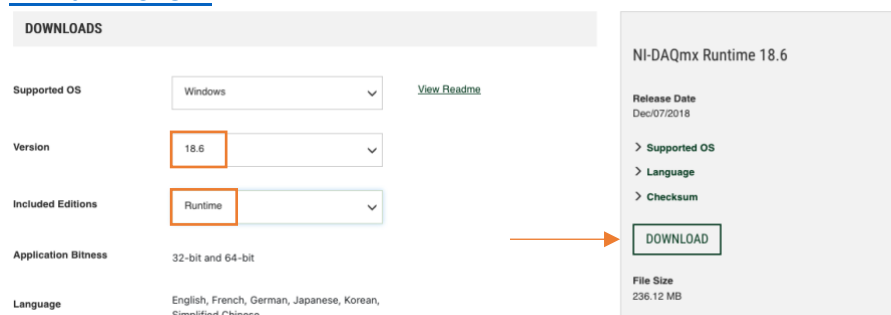 DOWNLOADS
Supported OS
Windows
View Readme
Version
18.6
Included Editions
Runtime
Application Bitness
32-bit and 64-bit
Language
English, French, German, Japanese, Korean,
Simplified Chinese
NI-DAQmx Runtime 18.6
Release Date
Dec/07/2018
> Supported OS
> Language
> Checksum
DOWNLOAD
File Size
236.12 MB